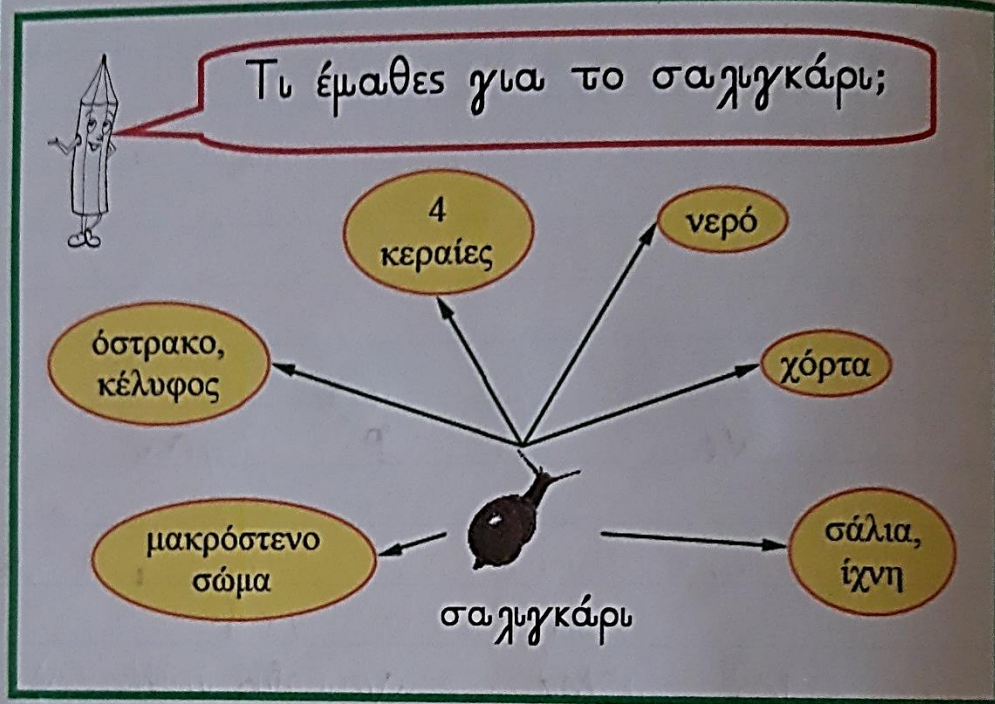 Τι έμαθες για το σαλιγκάρι;
4
κεραίες
νερό
όστρακο,
κέλυφος
χόρτα
μακρόστενο
σώμα
σάλια,
ίχνη
σαλιγκάρι